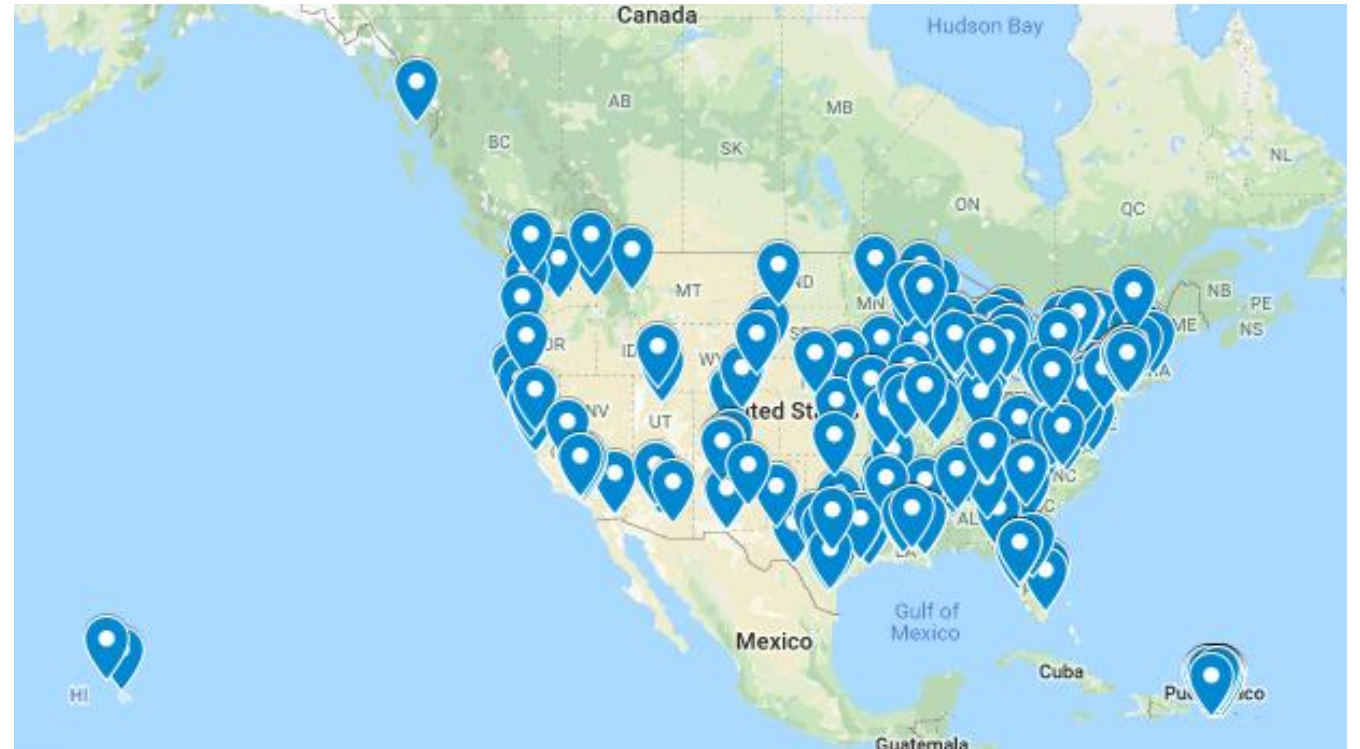 Canada
Hudson Bay
AB
MB
BC
SK
NL
ON
QC
ND
MT
NB
MN
PE
ME
NS
OR
ID
WY
NV
UT
NC
AL
LA
Gulf of
Mexico
Mexico
Cuba
HI
Guatemala